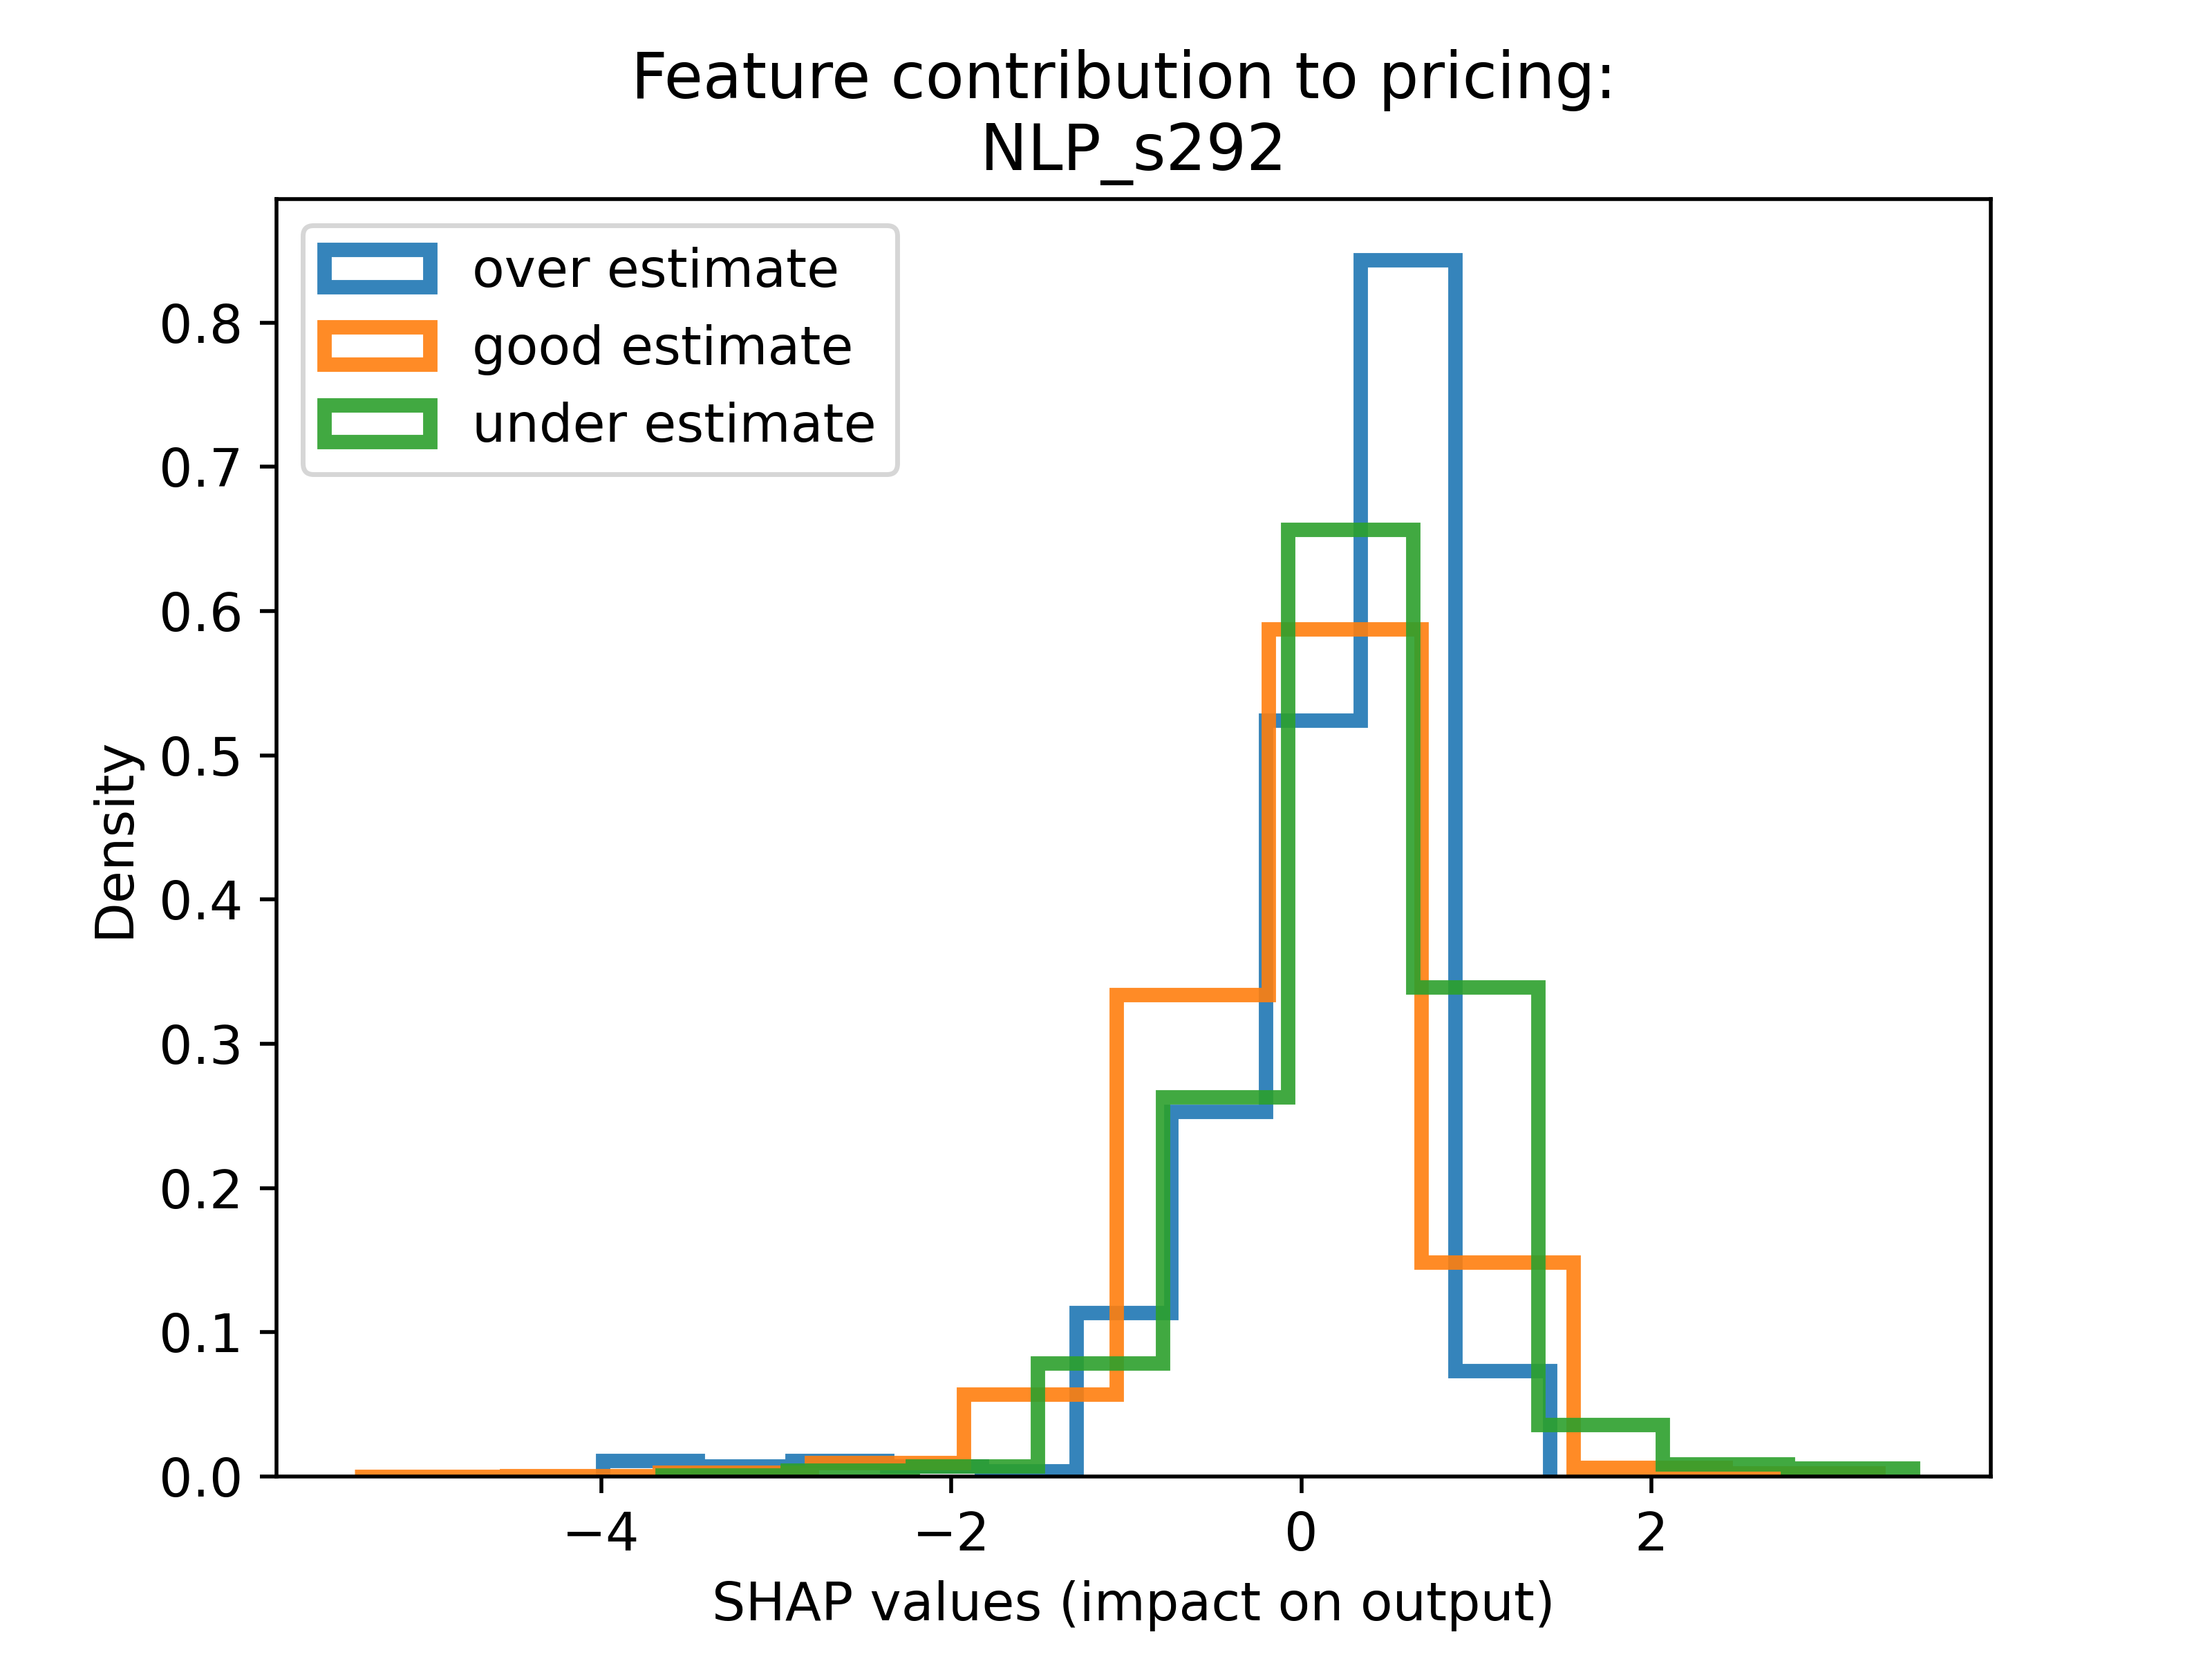 Feature contribution to pricing:
NLP_s292
over estimate
good estimate
under estimate
0.8
0.7
0.6
0.5
0.4
0.3
0.2
0.1
0.0
Density
−4
−2
0
2
SHAP values (impact on output)